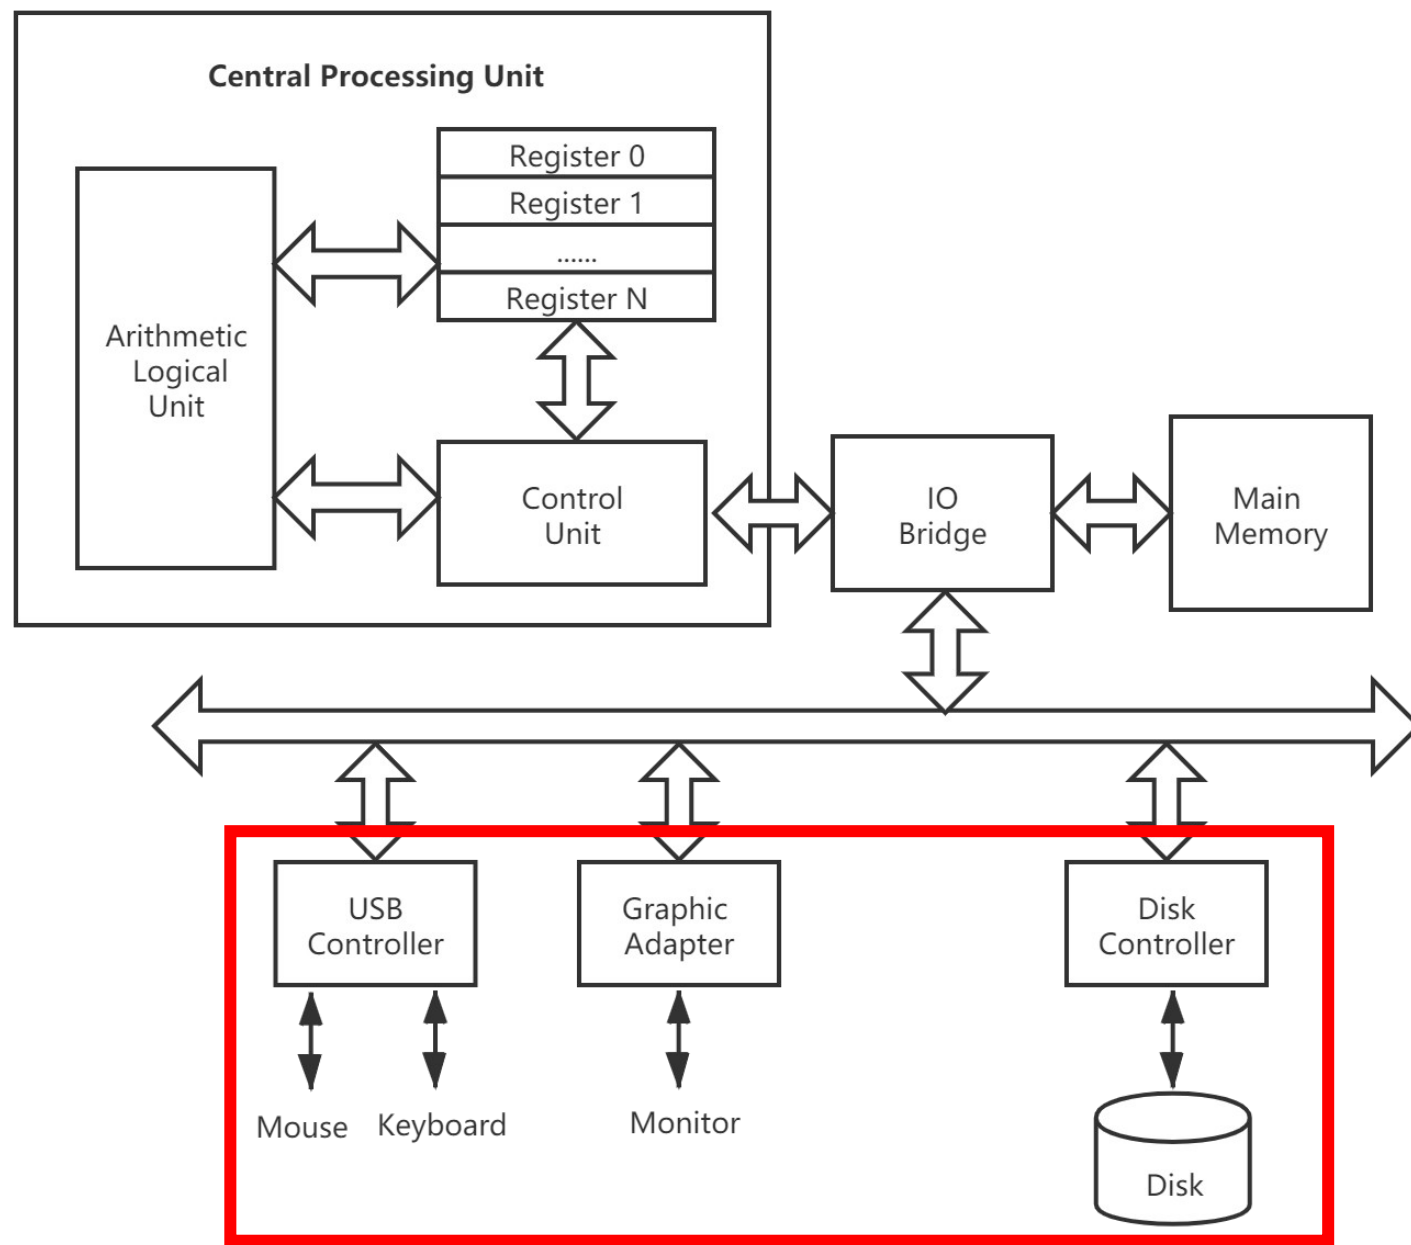 Central Processing Unit
Register 0
Register 1
......
Register N
Arithmetic
Logical
Unit
Control
Unit
IO
Bridge
Main
Memory
USB
Controller
Graphic
Adapter
Disk
Controller
Mouse
Keyboard
Monitor
Disk